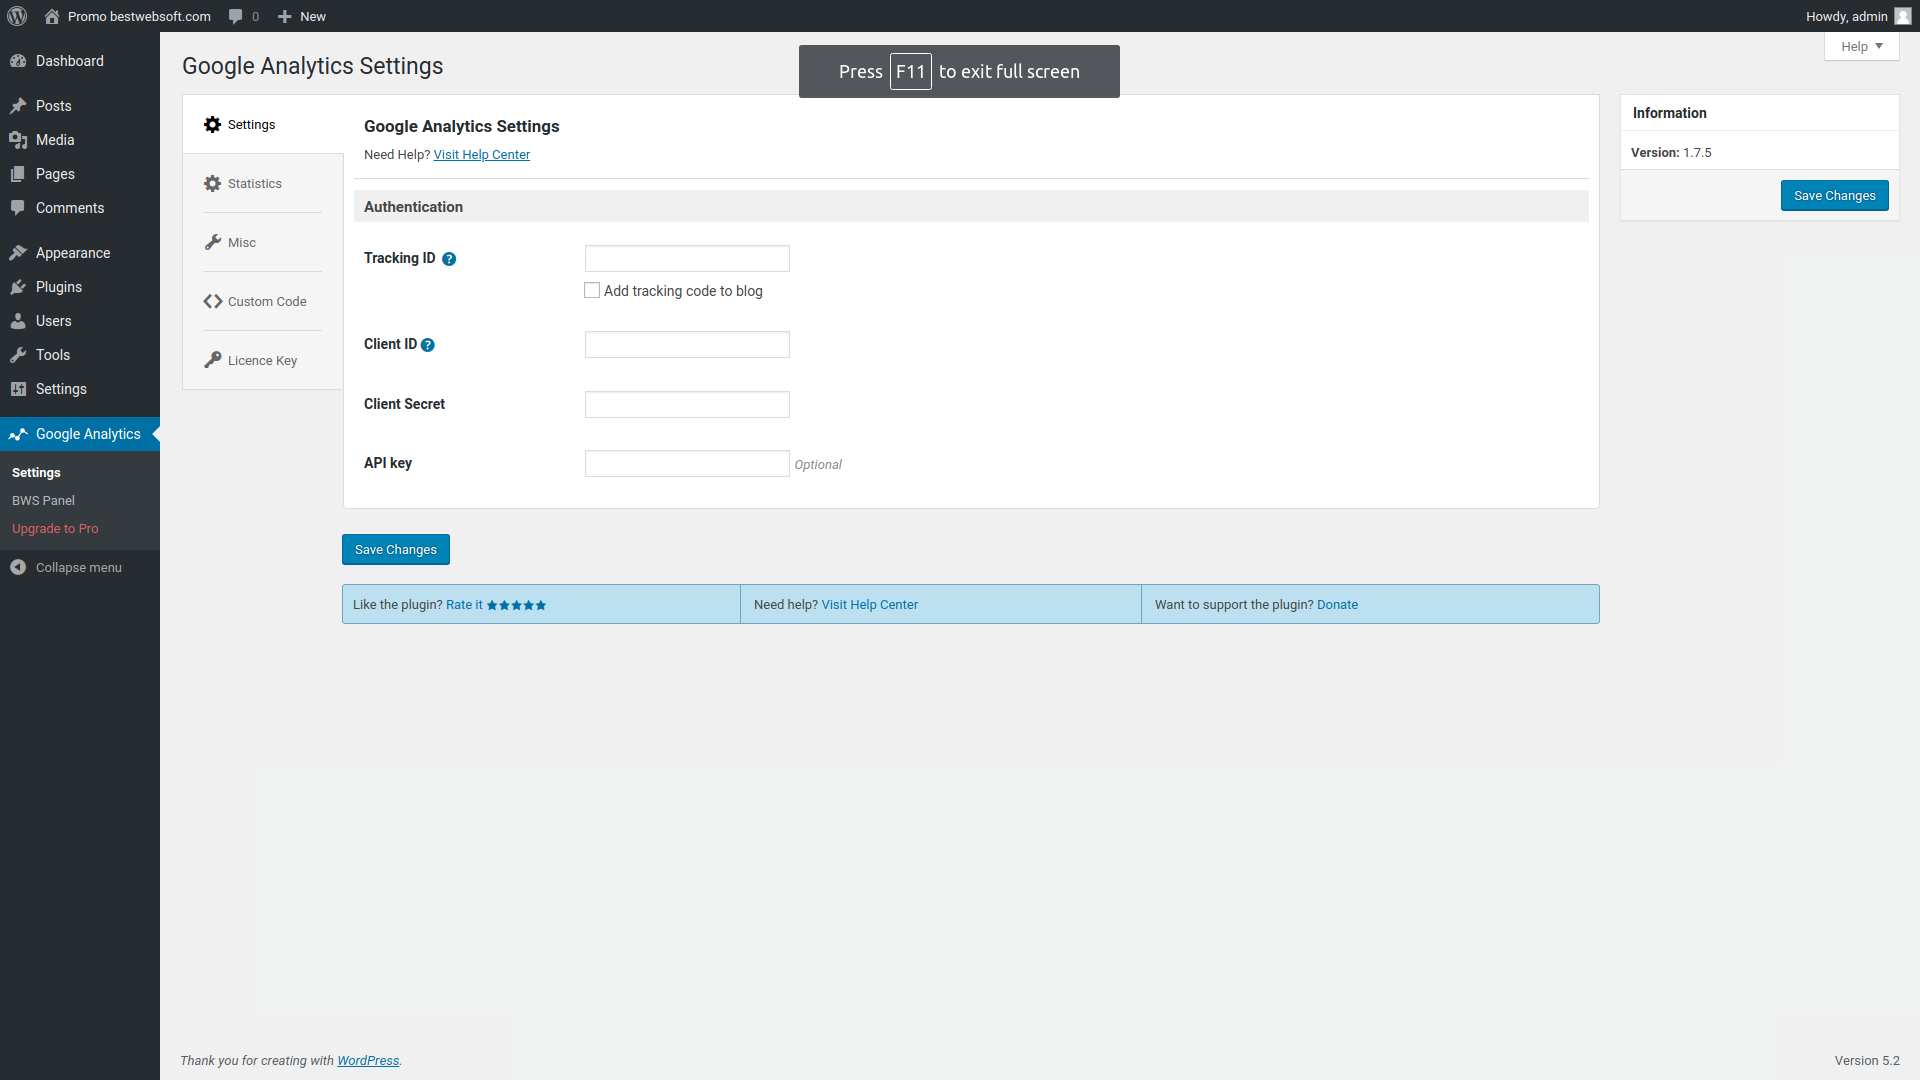 Promo bestwebsoft.com 0 New Howdy, admin
Help
Press F11 to exit full screen
Google Analytics Settings
Dashboard
Posts
Media
Pages
Comments
Appearance
Plugins
Users
Tools
Settings
Google Analytics
Settings
BWS Panel
Upgrade to Pro
Collapse menu
Settings
Statistics
Misc
Custom Code
Licence Key
Google Analytics Settings
Need Help? Visit Help Center
Authentication
Tracking ID ?
Add tracking code to blog
Client ID ?
Client Secret
API key Optional
Save Changes
Like the plugin? Rate it
Need help? Visit Help Center
Want to support the plugin? Donate
Information
Version: 1.7.5
Save Changes
Thank you for creating with WordPress.
Version 5.2